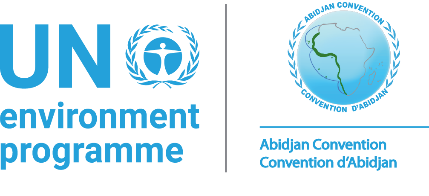 UN
environment
programme
ABIDJAN CONVENTION
CONVENTION D'ABIDJAN
Abidjan Convention
Convention d'Abidjan